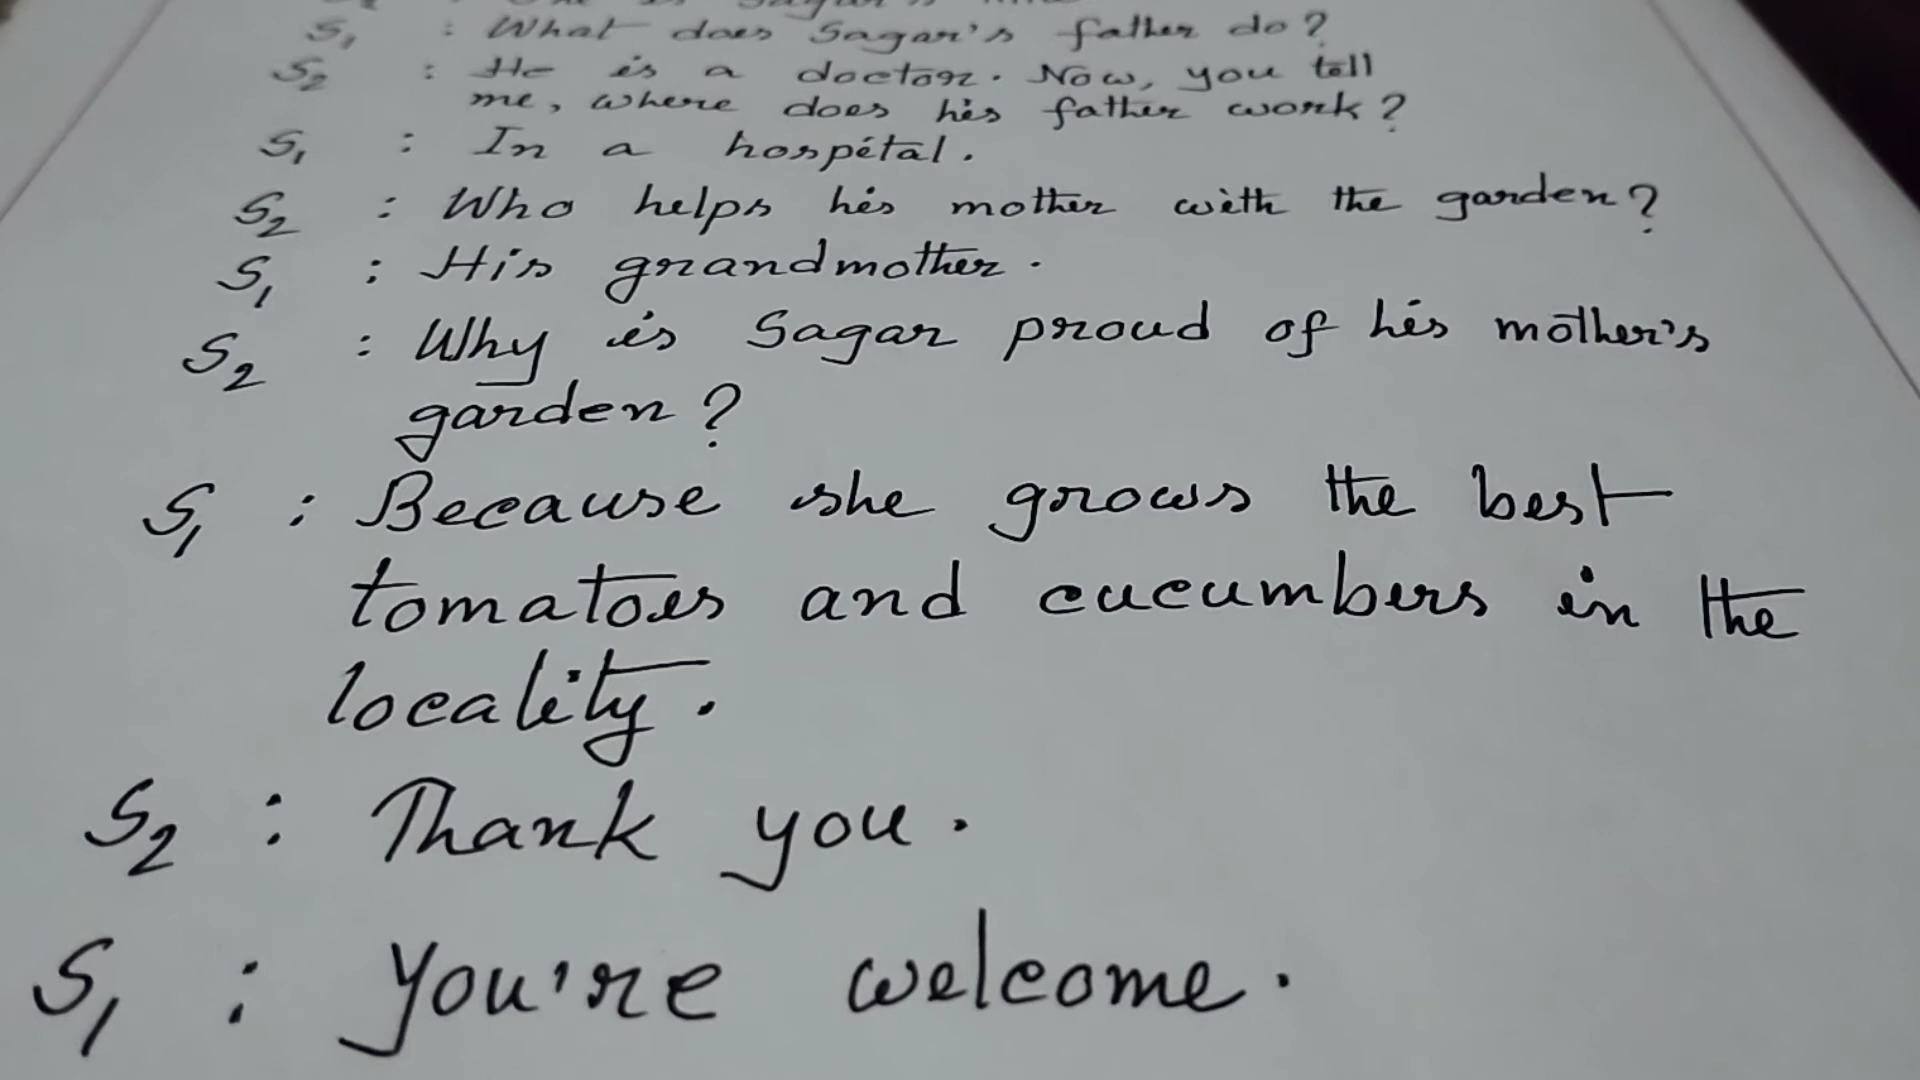 S1 : What does Sagar's father do?
S2 : He is a doctor. Now, you tell
me, where does his father work?
S1 : In a hospital.
S2 : Who helps his mother with the garden?
S1 : His grandmother.
S2 : Why is Sagar proud of his mother's
garden?
S1 : Because she grows the best
tomatoes and cucumbers in the
locality.
S2 : Thank you.
S1 : You're welcome.